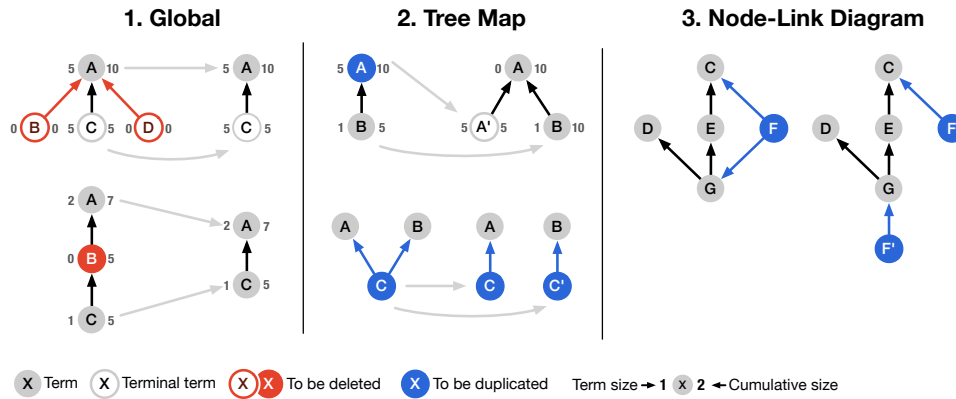 1. Global
2. Tree Map
3. Node-Link Diagram
5 A 10
5 A 10
5 A 10
0 A 10
C
C
0 B 0
5 C 5
0 D 0
5 C 5
1 B 5
5 A' 5
1 B 10
D
E
F
D
E
F
G
G
2 A 7
2 A 7
A
B
A
B
F'
0 B 5
1 C 5
C
C
C'
1 C 5
X Term
X Terminal term
X X To be deleted
X To be duplicated
Term size 1 X 2 Cumulative size